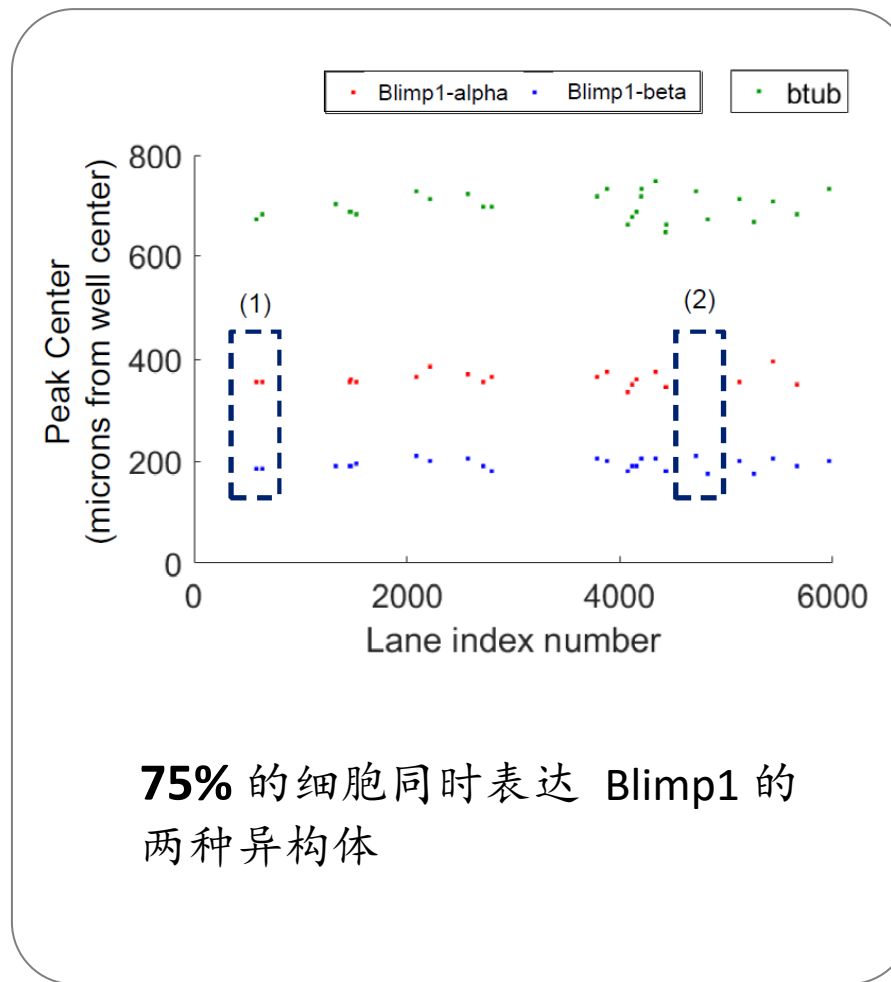 Blimp1-alpha Blimp1-beta btub
800
600
400
200
0
Peak Center
(microns from well center)
(1)
(2)
0 2000 4000 6000
Lane index number
75% 的细胞同时表达 Blimp1 的
两种异构体